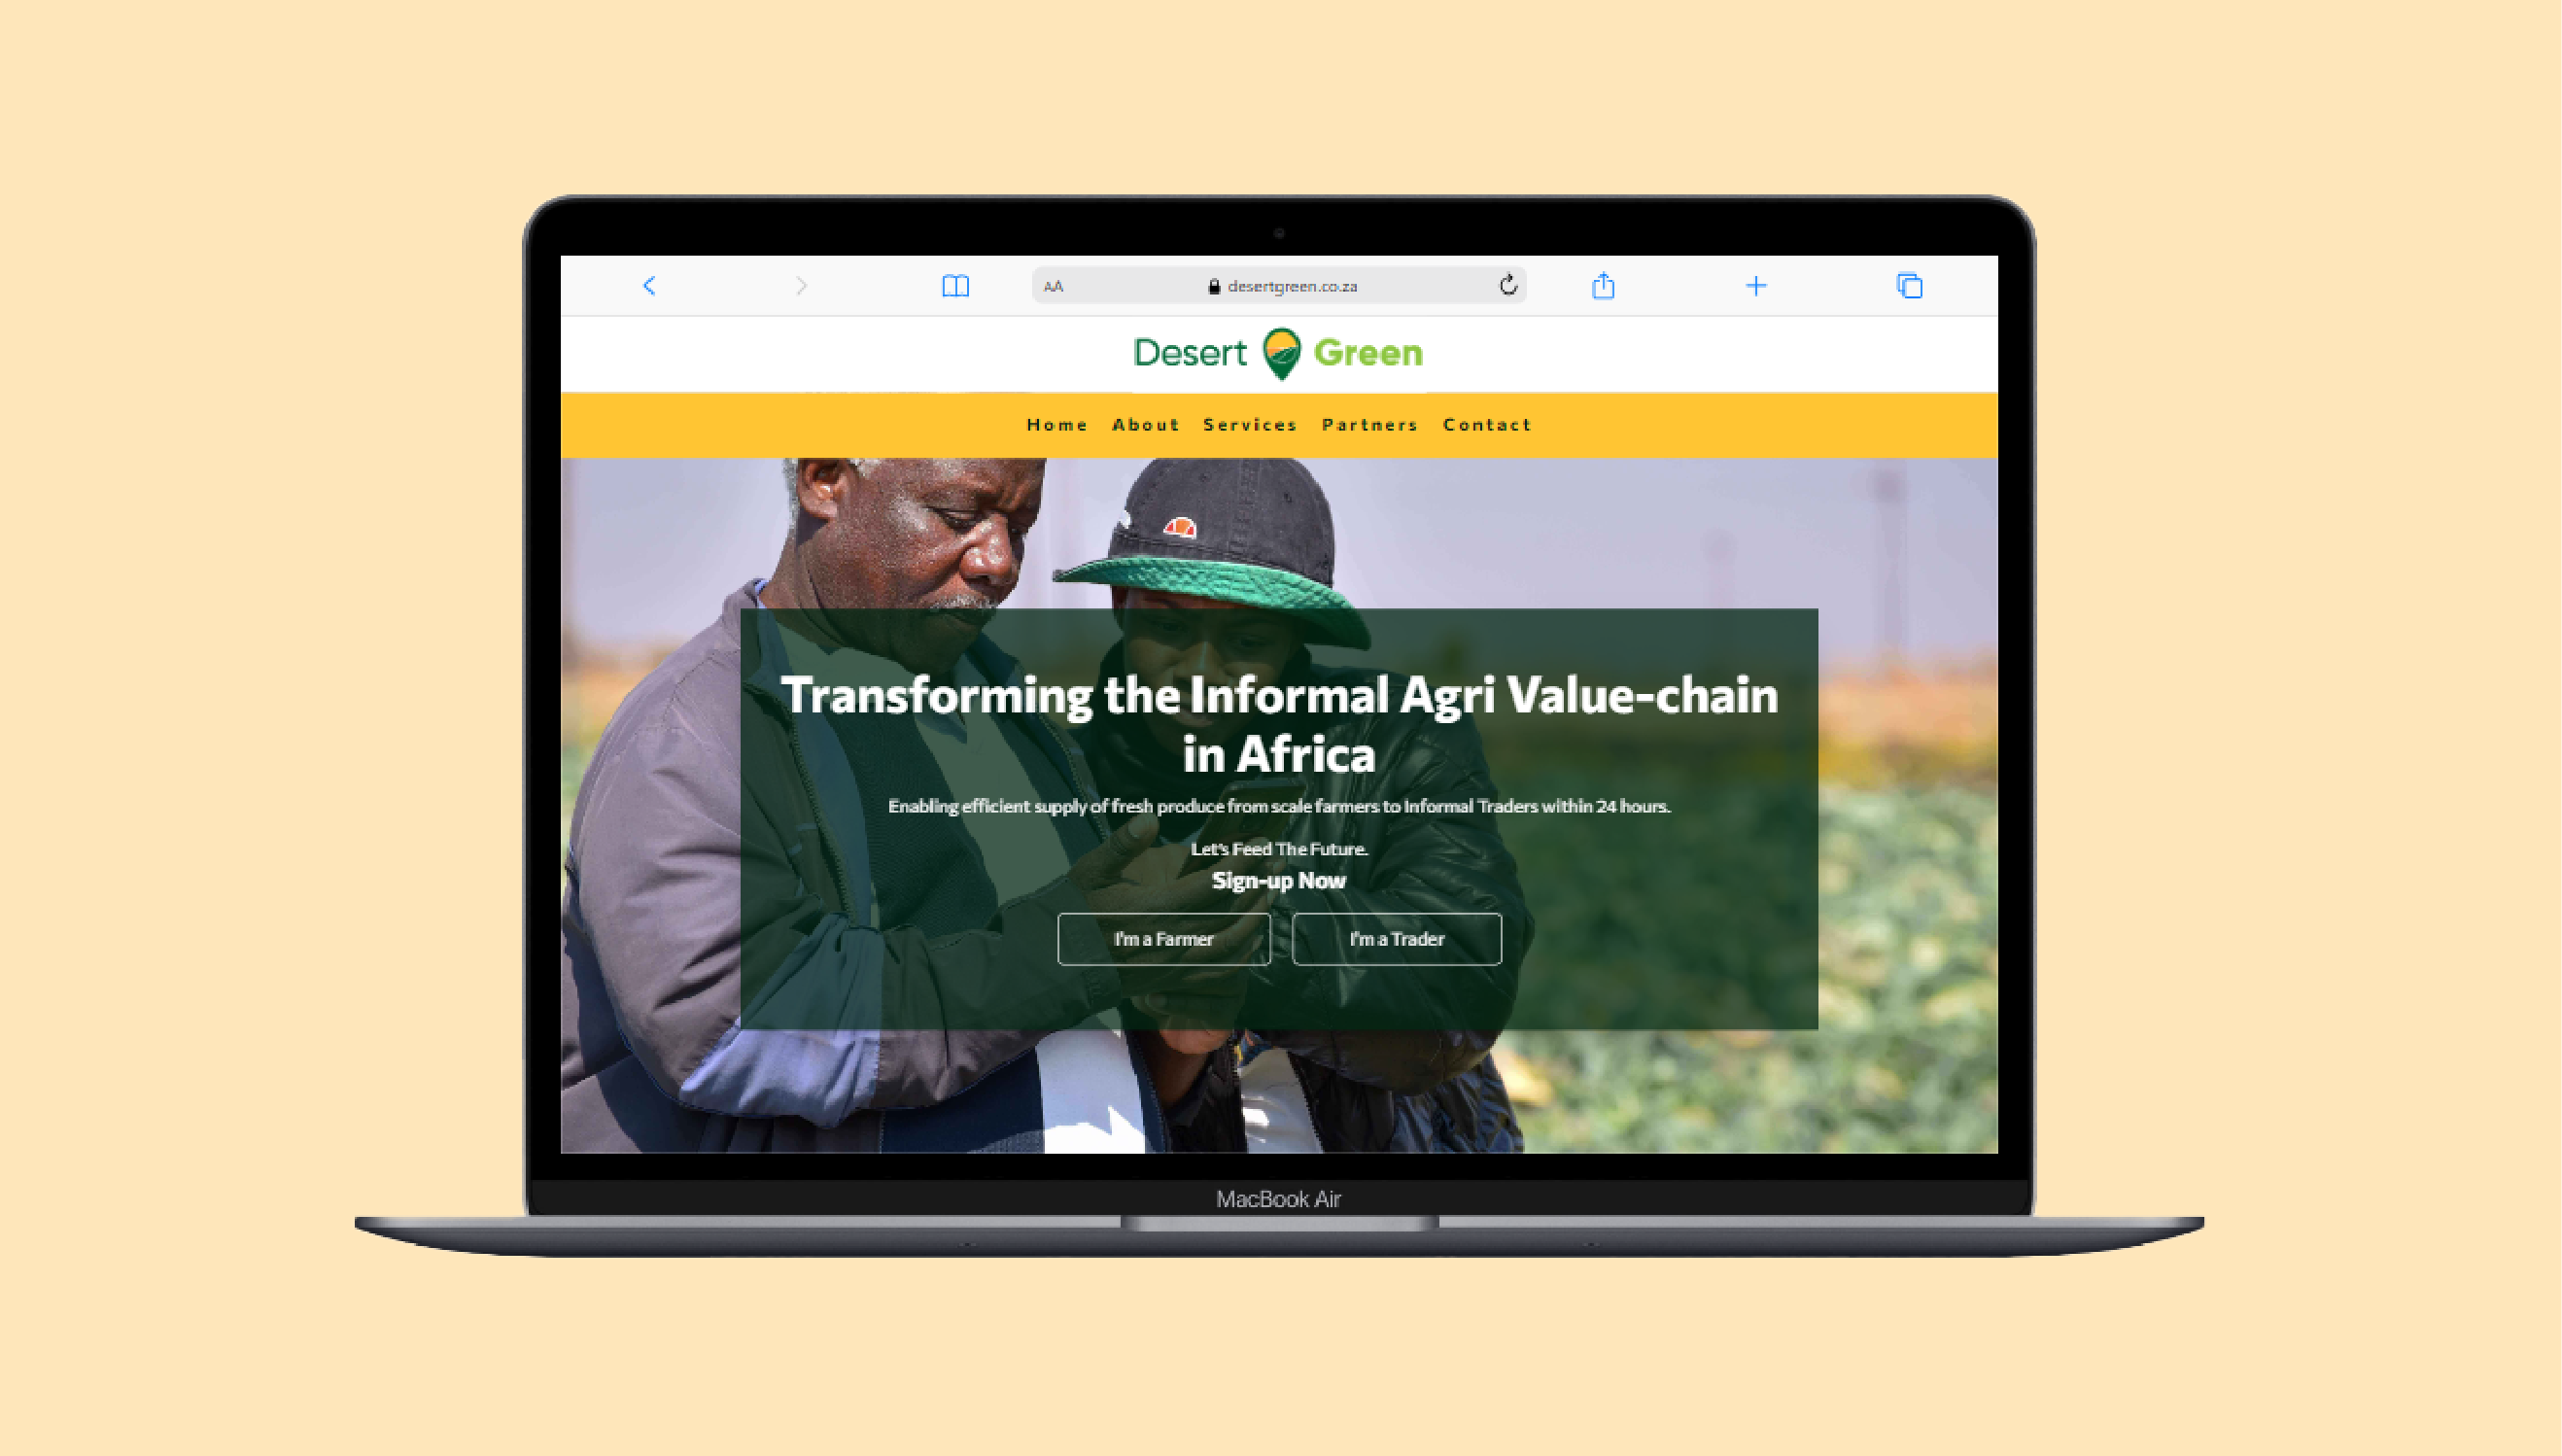 AA desertgreen.co.za
Desert Green
Home About Services Partners Contact
Transforming the Informal Agri Value-chain
in Africa
Enabling efficient supply of fresh produce from scale farmers to Informal Traders within 24 hours.
Let's Feed The Future.
Sign-up Now
I'm a Farmer I'm a Trader
MacBook Air